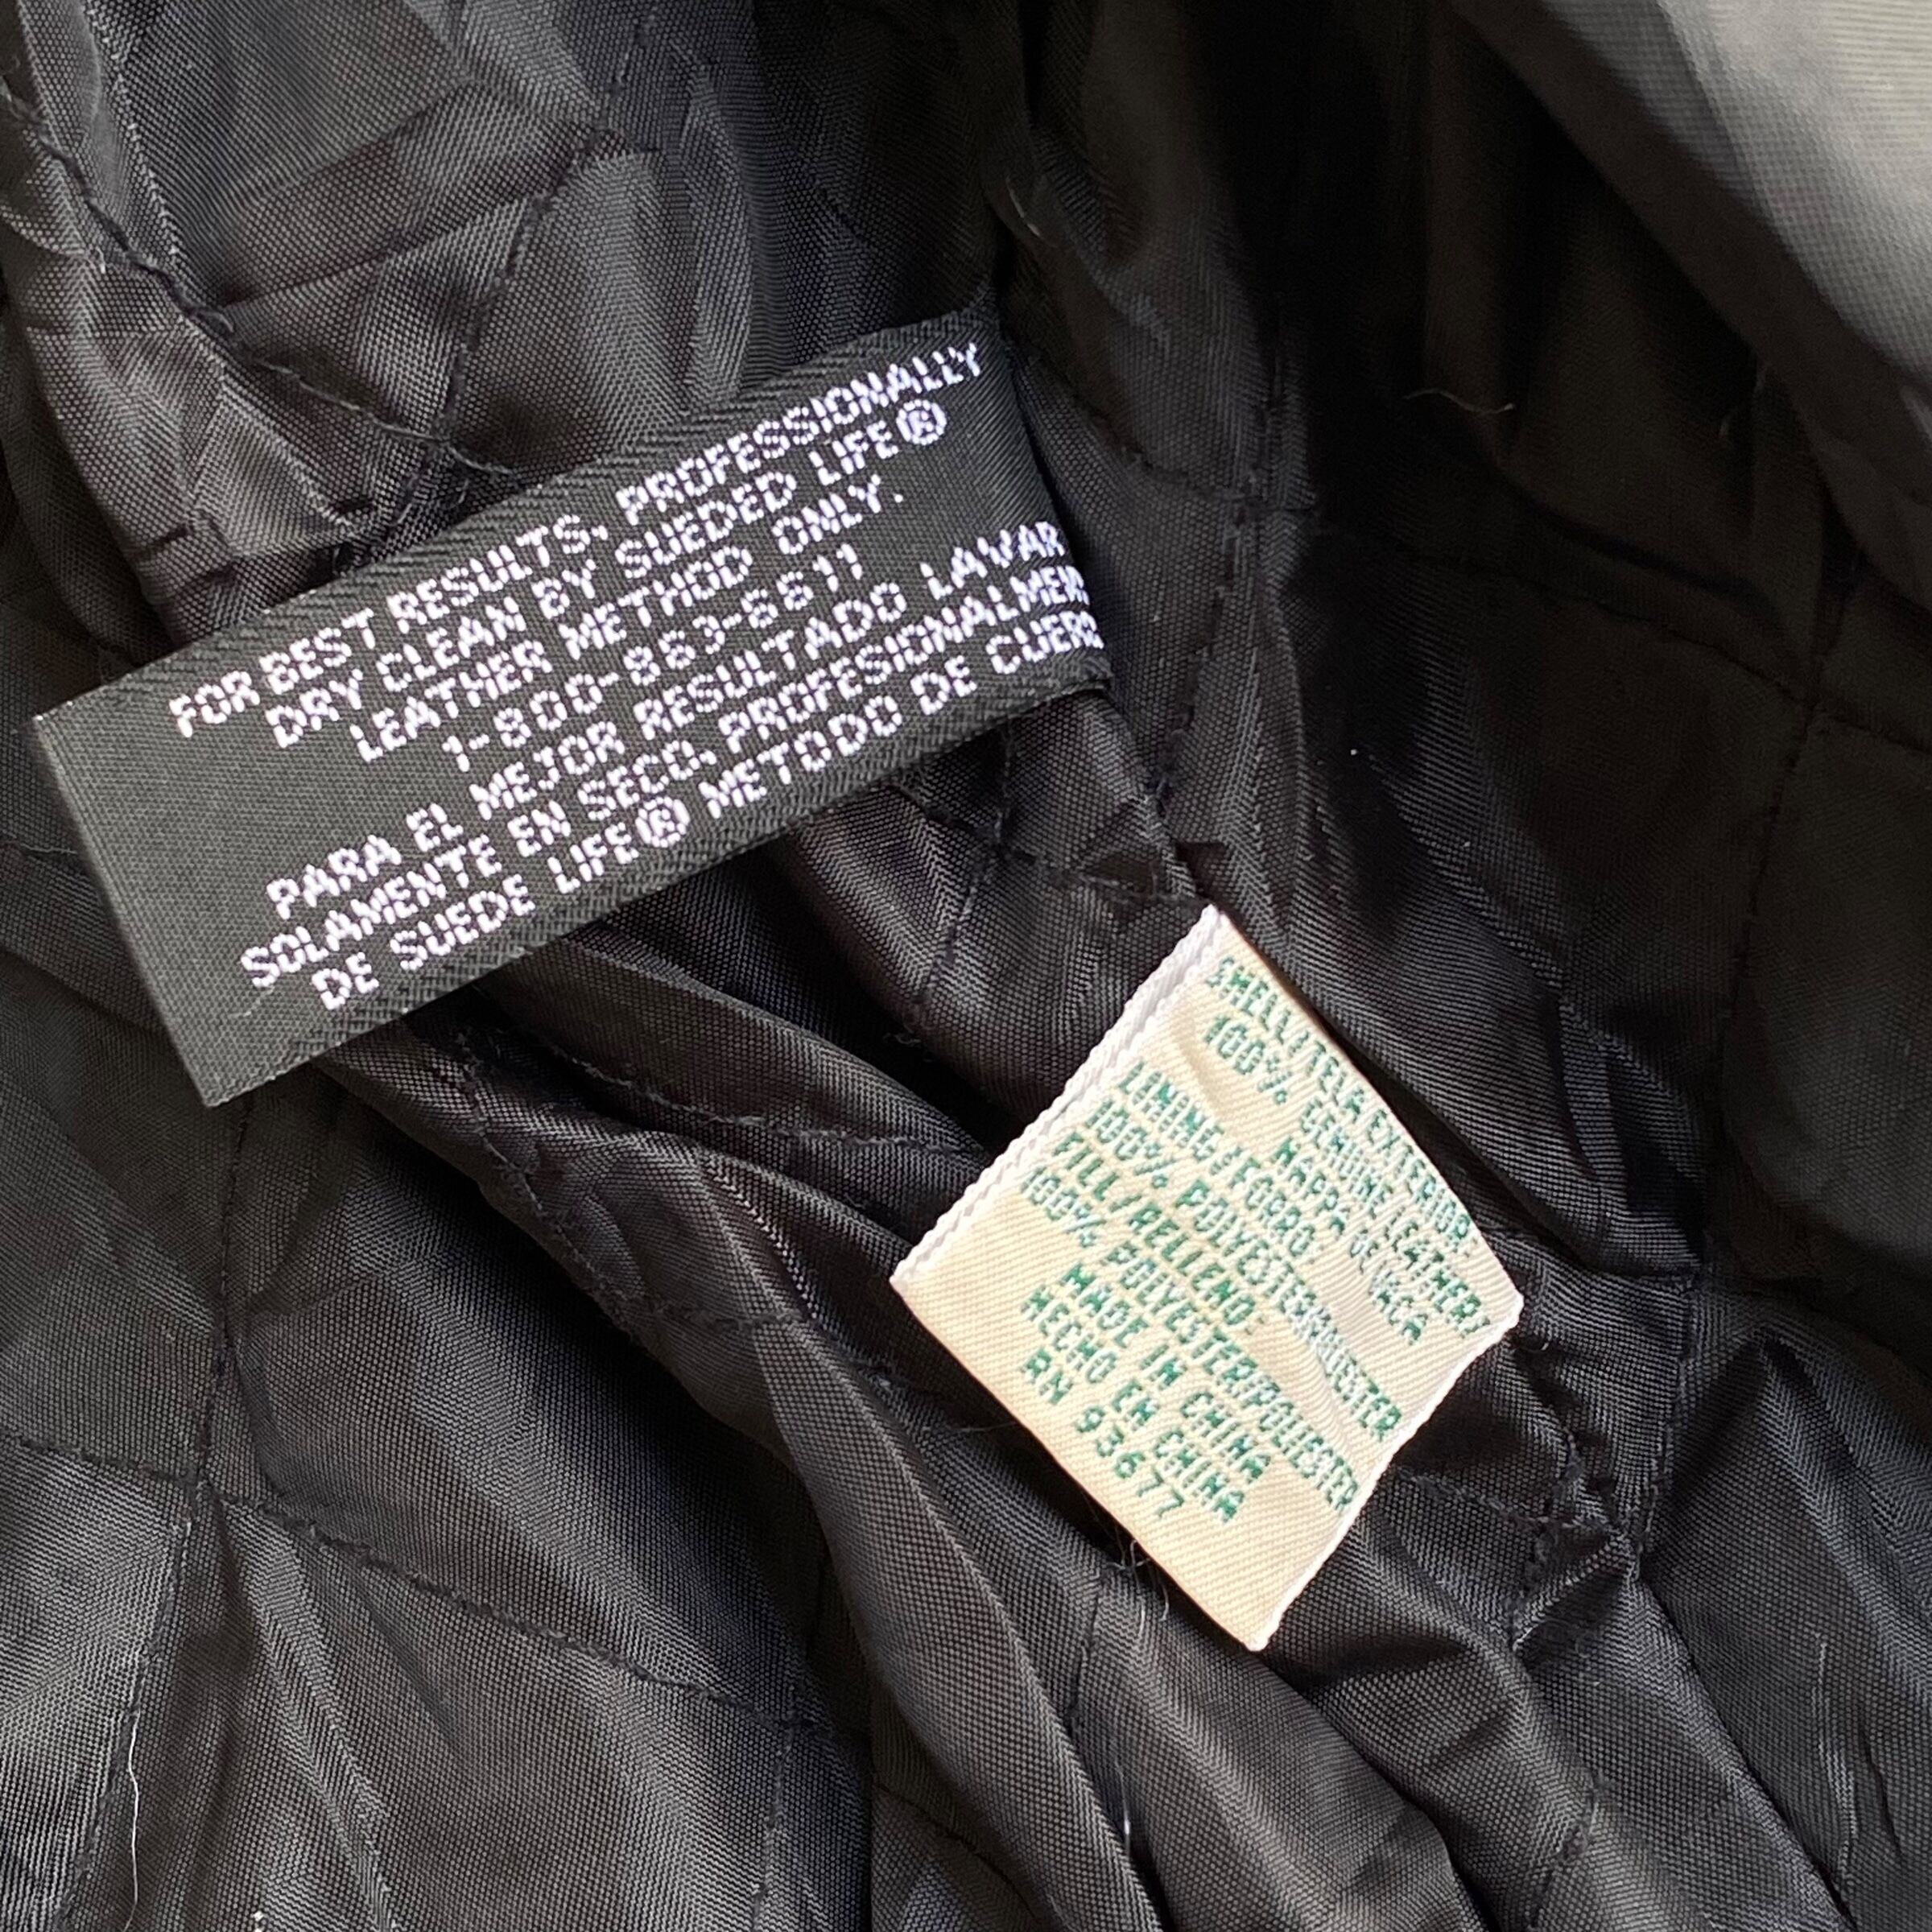 FOR BEST RESULTS, PROFESSIONALLY
DRY CLEAN BY SUEDED LIFE®
LEATHER METHOD ONLY.
1-800-863-6611
PARA EL MEJOR RESULTADO LAVAR
SOLAMENTE EN SECO, PROFESIONALMEN
DE SUEDE LIFE® METODO DE CUERO
SHELL/TELA EXTERIOR:
100% GENUINE/LEATHER/
NAPPA DE VACA
LINING/FORRO:
100% POLYESTER/POLIESTER
FILL/RELLENO:
100% POLYESTER/POLIESTER
MADE IN CHINA
HECHO EN CHINA
RN 93677